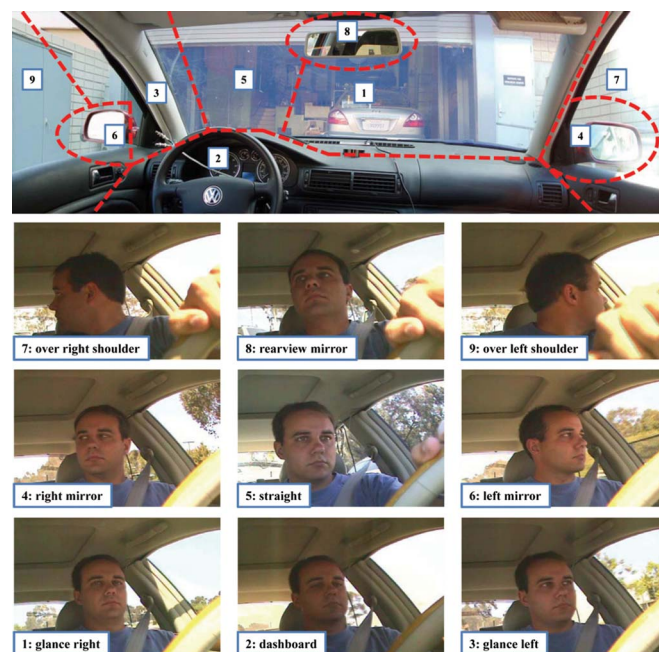 8
9
3
5
1
7
6
2
4
7: over right shoulder
8: rearview mirror
9: over left shoulder
4: right mirror
5: straight
6: left mirror
1: glance right
2: dashboard
3: glance left